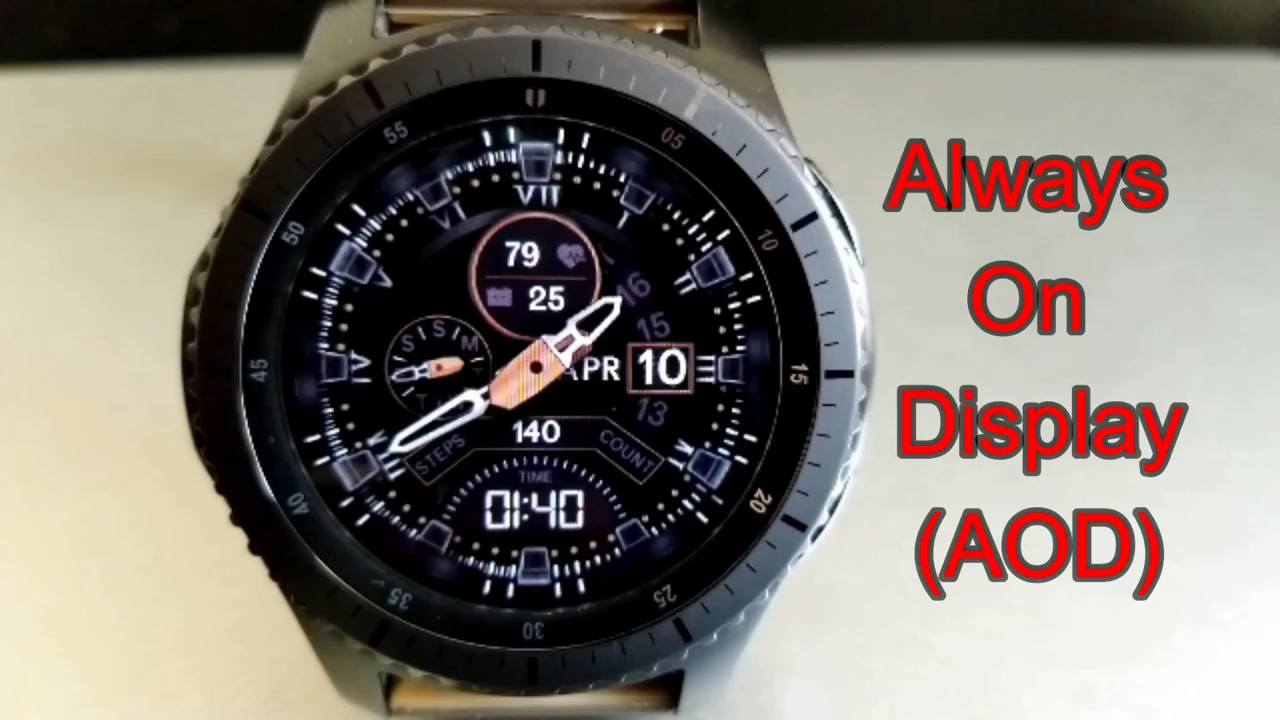 55
05
50
10
VII
VI
I
79
25
16
15
S
S
M
45
IV
APR
10
15
13
140
STEPS
COUNT
TIME
01:40
40
20
35
25
30
Always
On
Display
(AOD)